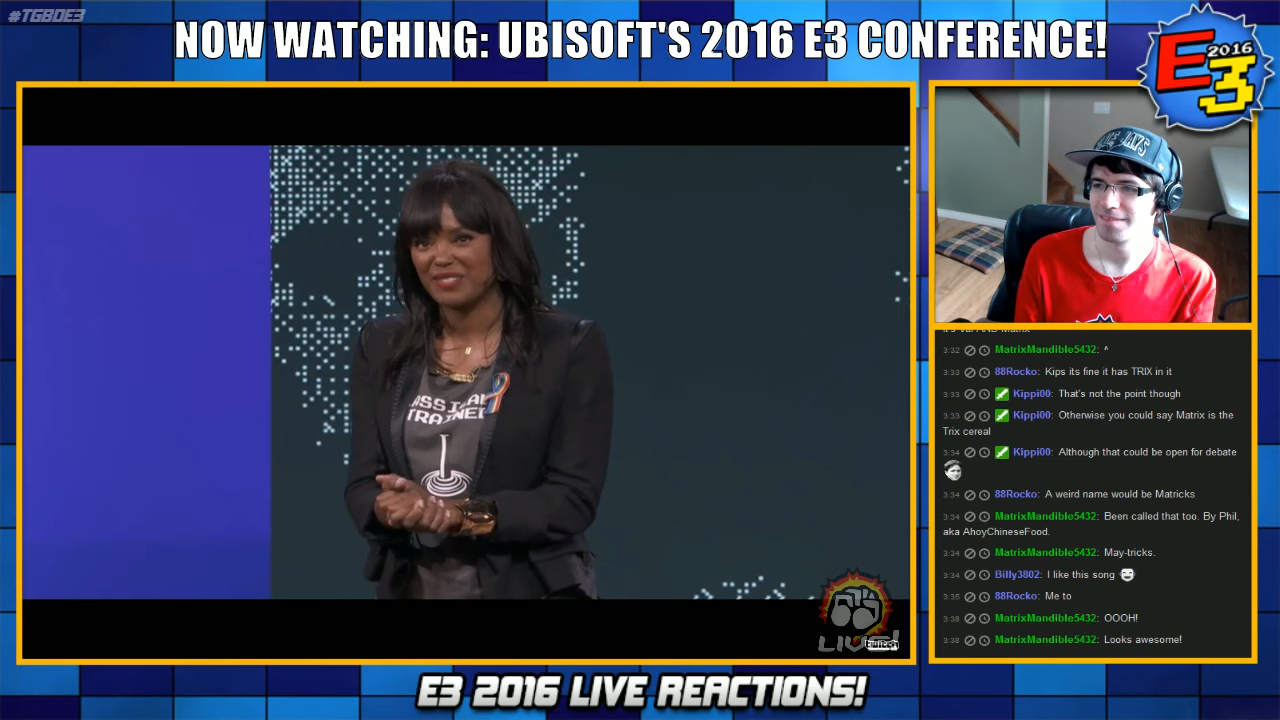 #TGBDE3
NOW WATCHING: UBISOFT'S 2016 E3 CONFERENCE!
E3
2016
JAYS
TRAINED
LIVE!
twitch
3:32 MatrixMandible5432: ^
3:33 88Rocko: Kips its fine it has TRIX in it
3:33 Kippi00: That's not the point though
3:33 Kippi00: Otherwise you could say Matrix is the
Trix cereal
3:34 Kippi00: Although that could be open for debate
3:34 88Rocko: A weird name would be Matricks
3:34 MatrixMandible5432: Been called that too. By Phil,
aka AhoyChineseFood.
3:34 MatrixMandible5432: May-tricks.
3:34 Billy3802: I like this song
3:35 88Rocko: Me to
3:38 MatrixMandible5432: OOOH!
3:38 MatrixMandible5432: Looks awesome!
E3 2016 LIVE REACTIONS!